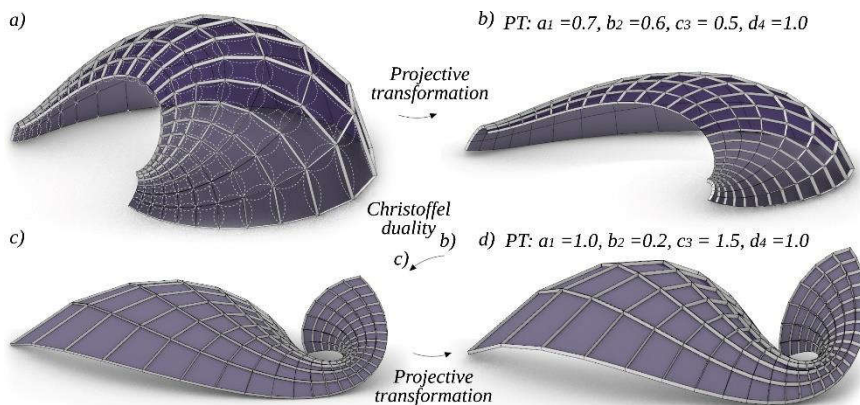 a)
b) PT: a1 =0.7, b2 =0.6, c3 = 0.5, d4 =1.0
Projective
transformation
Christoffel
duality
c)
b)
c)
d) PT: a1 =1.0, b2 =0.2, c3 = 1.5, d4 =1.0
Projective
transformation